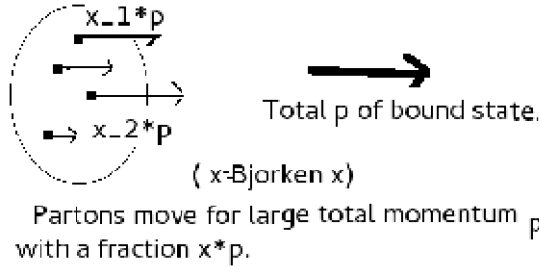 x_1*p
x_2*p
Total p of bound state.
( x-Bjorken x)
Partons move for large total momentum p
with a fraction x*p.